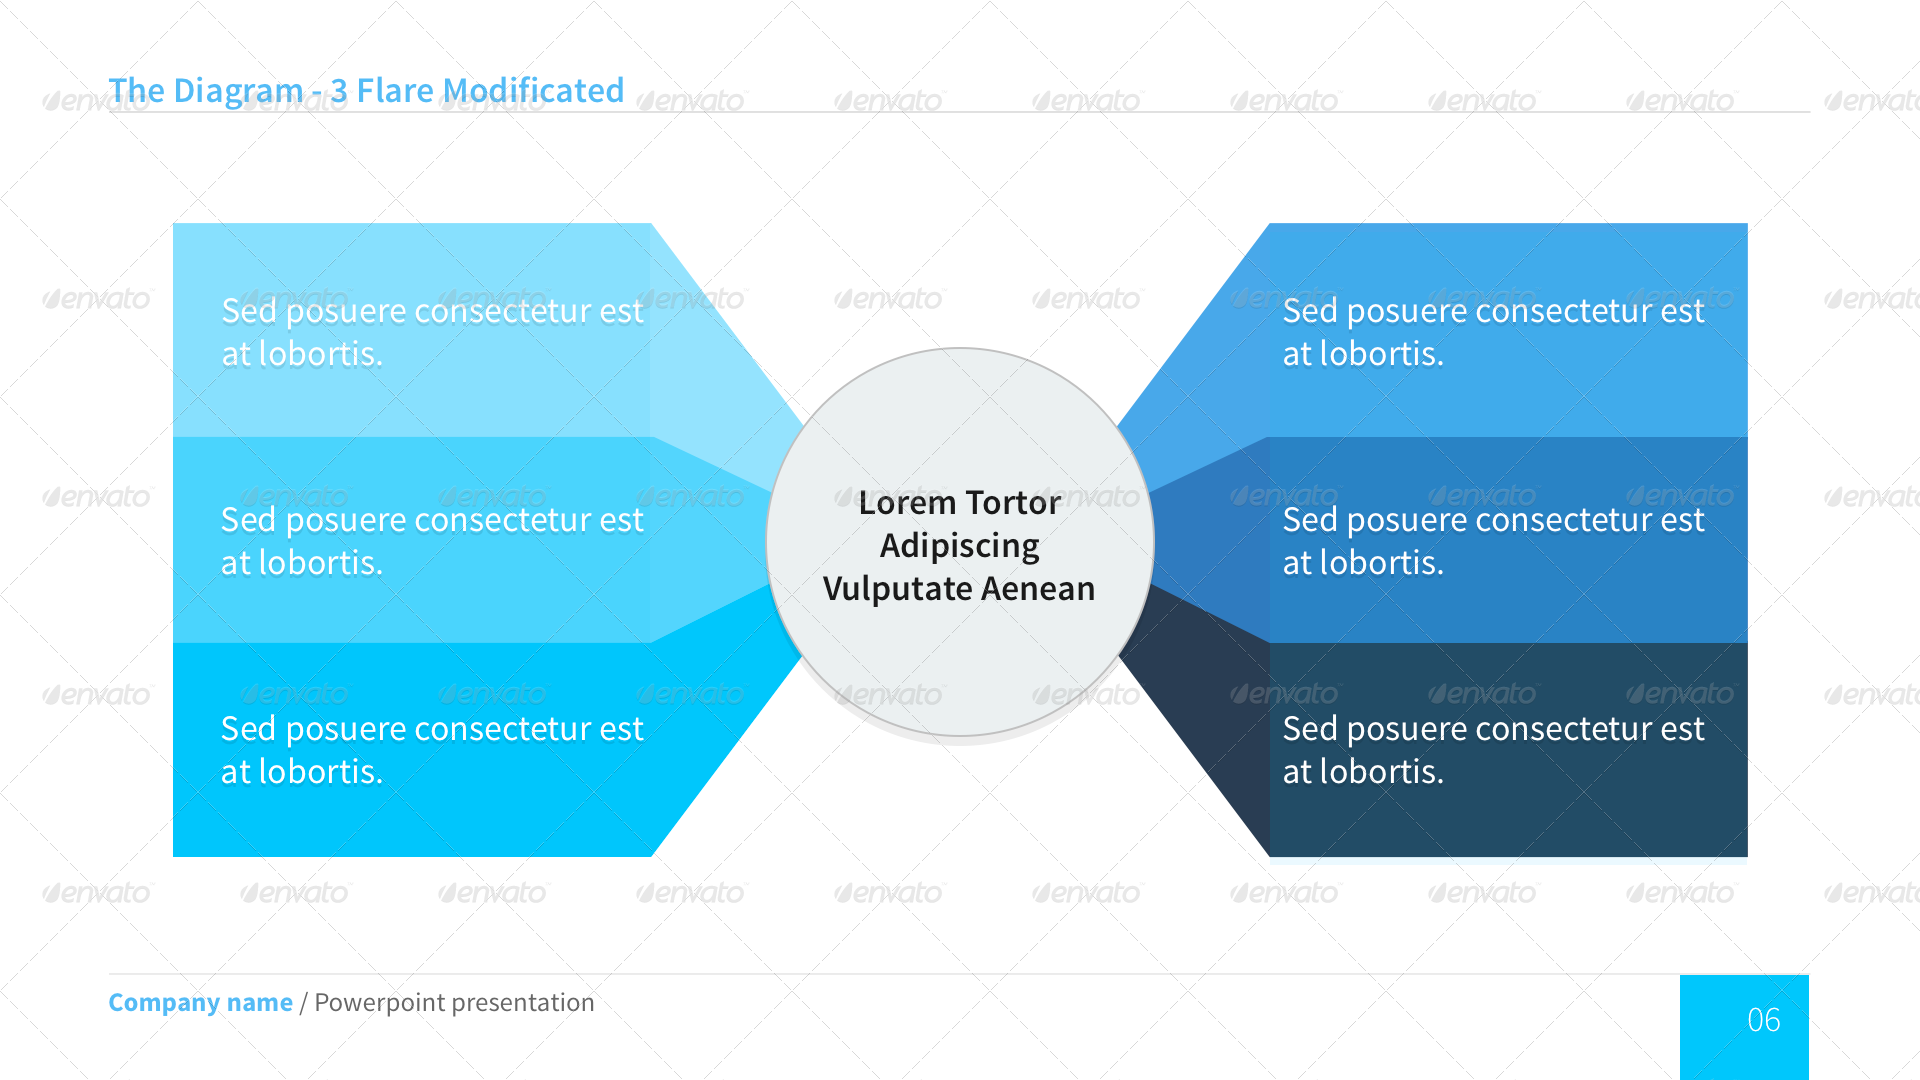 The Diagram - 3 Flare Modificated
Sed posuere consectetur est
at lobortis.
Sed posuere consectetur est
at lobortis.
Sed posuere consectetur est
at lobortis.
Lorem Tortor
Adipiscing
Vulputate Aenean
Sed posuere consectetur est
at lobortis.
Sed posuere consectetur est
at lobortis.
Sed posuere consectetur est
at lobortis.
Company name / Powerpoint presentation
06
envato